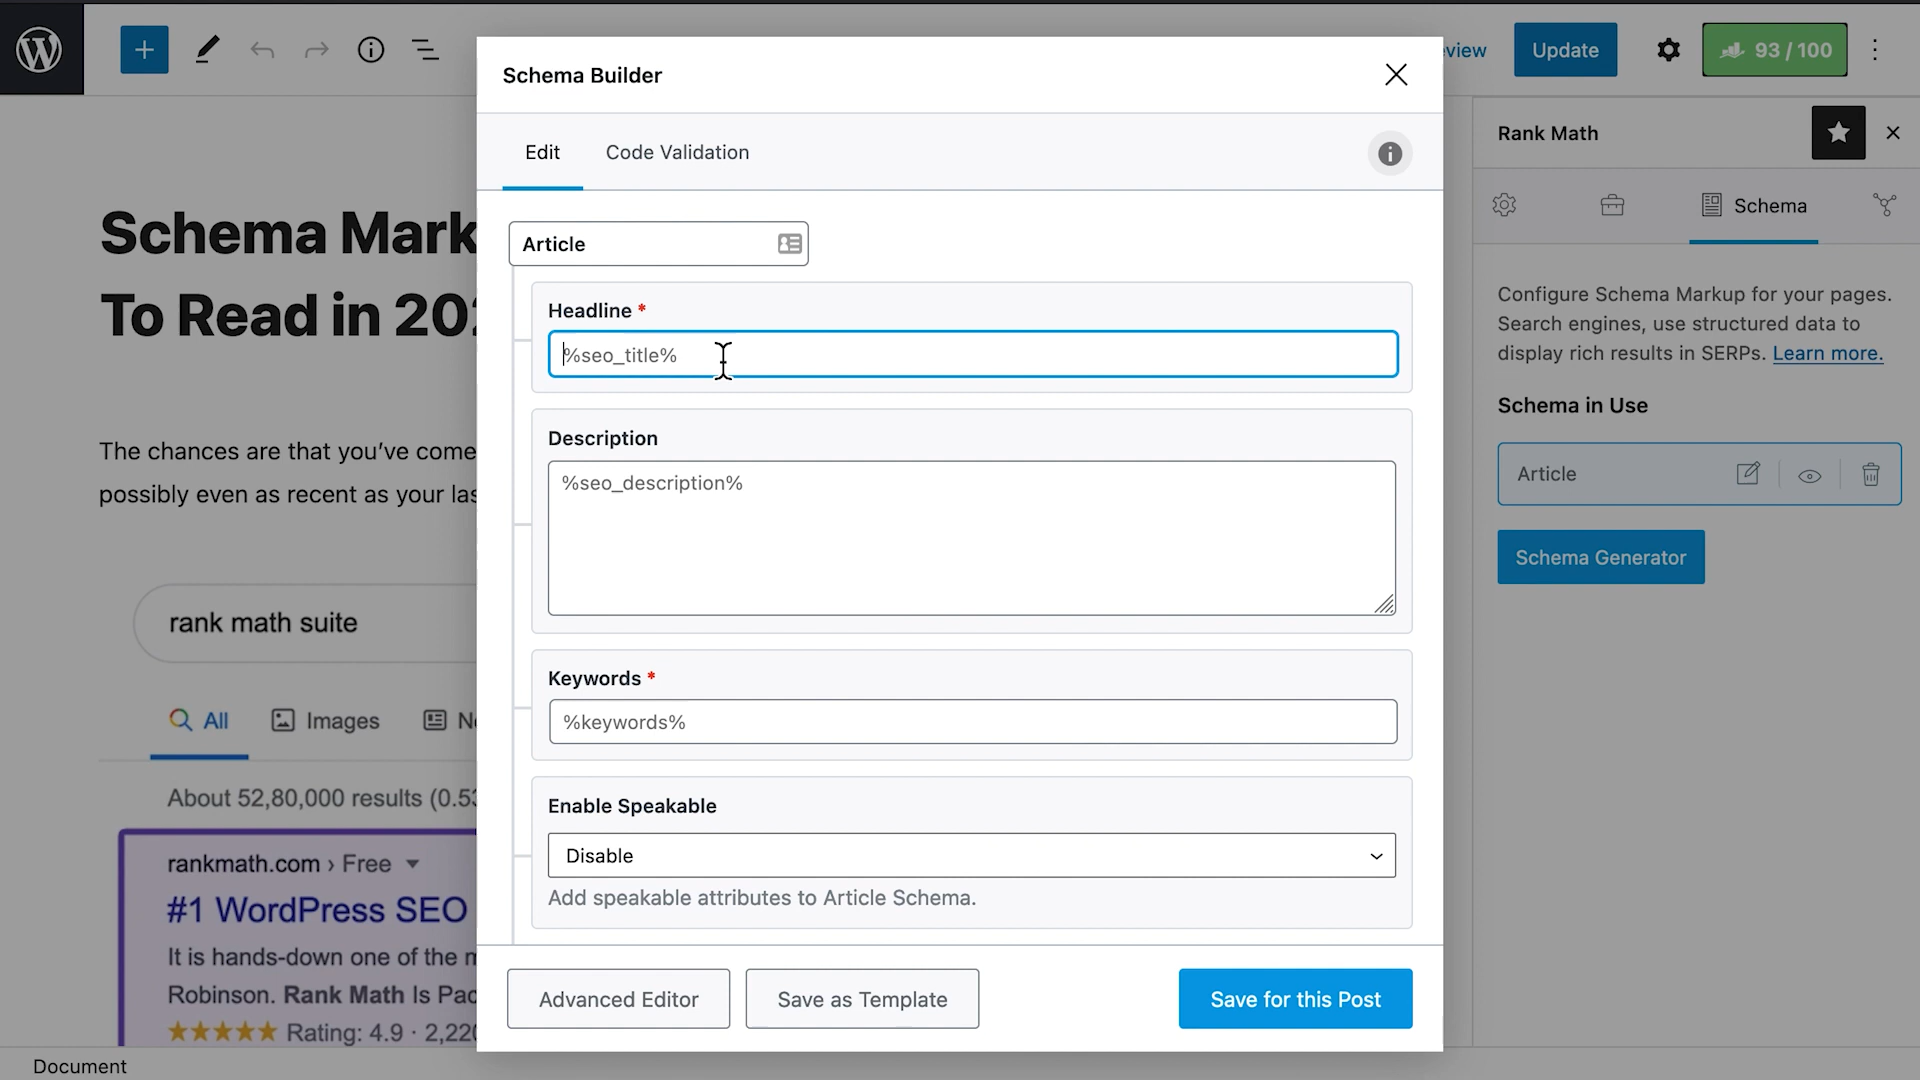 eview
Update
93 / 100
Schema Builder
Edit
Code Validation
Rank Math
Schema
Configure Schema Markup for your pages.
Search engines, use structured data to
display rich results in SERPs. Learn more.
Schema in Use
Article
Schema Generator
Article
Headline *
%seo_title%
Description
%seo_description%
Keywords *
%keywords%
Enable Speakable
Disable
Add speakable attributes to Article Schema.
Advanced Editor
Save as Template
Save for this Post
Schema Mark
To Read in 20
The chances are that you've come
possibly even as recent as your las
rank math suite
All
Images
N
About 52,80,000 results (0.53
rankmath.com › Free
#1 WordPress SEO
It is hands-down one of the m
Robinson. Rank Math Is Pac
Rating: 4.9 · 2,220
Document